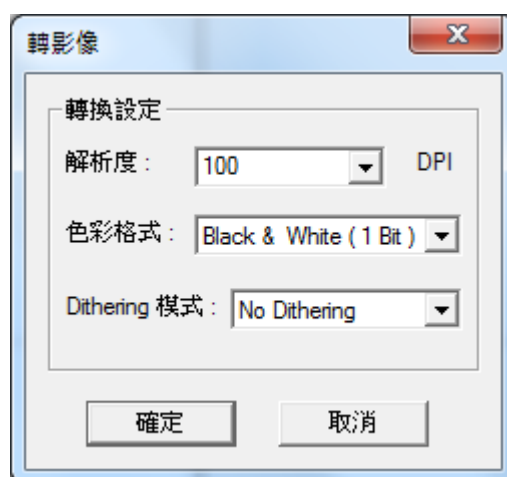 轉影像
轉換設定
解析度 : 100 DPI
色彩格式 : Black & White ( 1 Bit )
Dithering 模式 : No Dithering
確定 取消